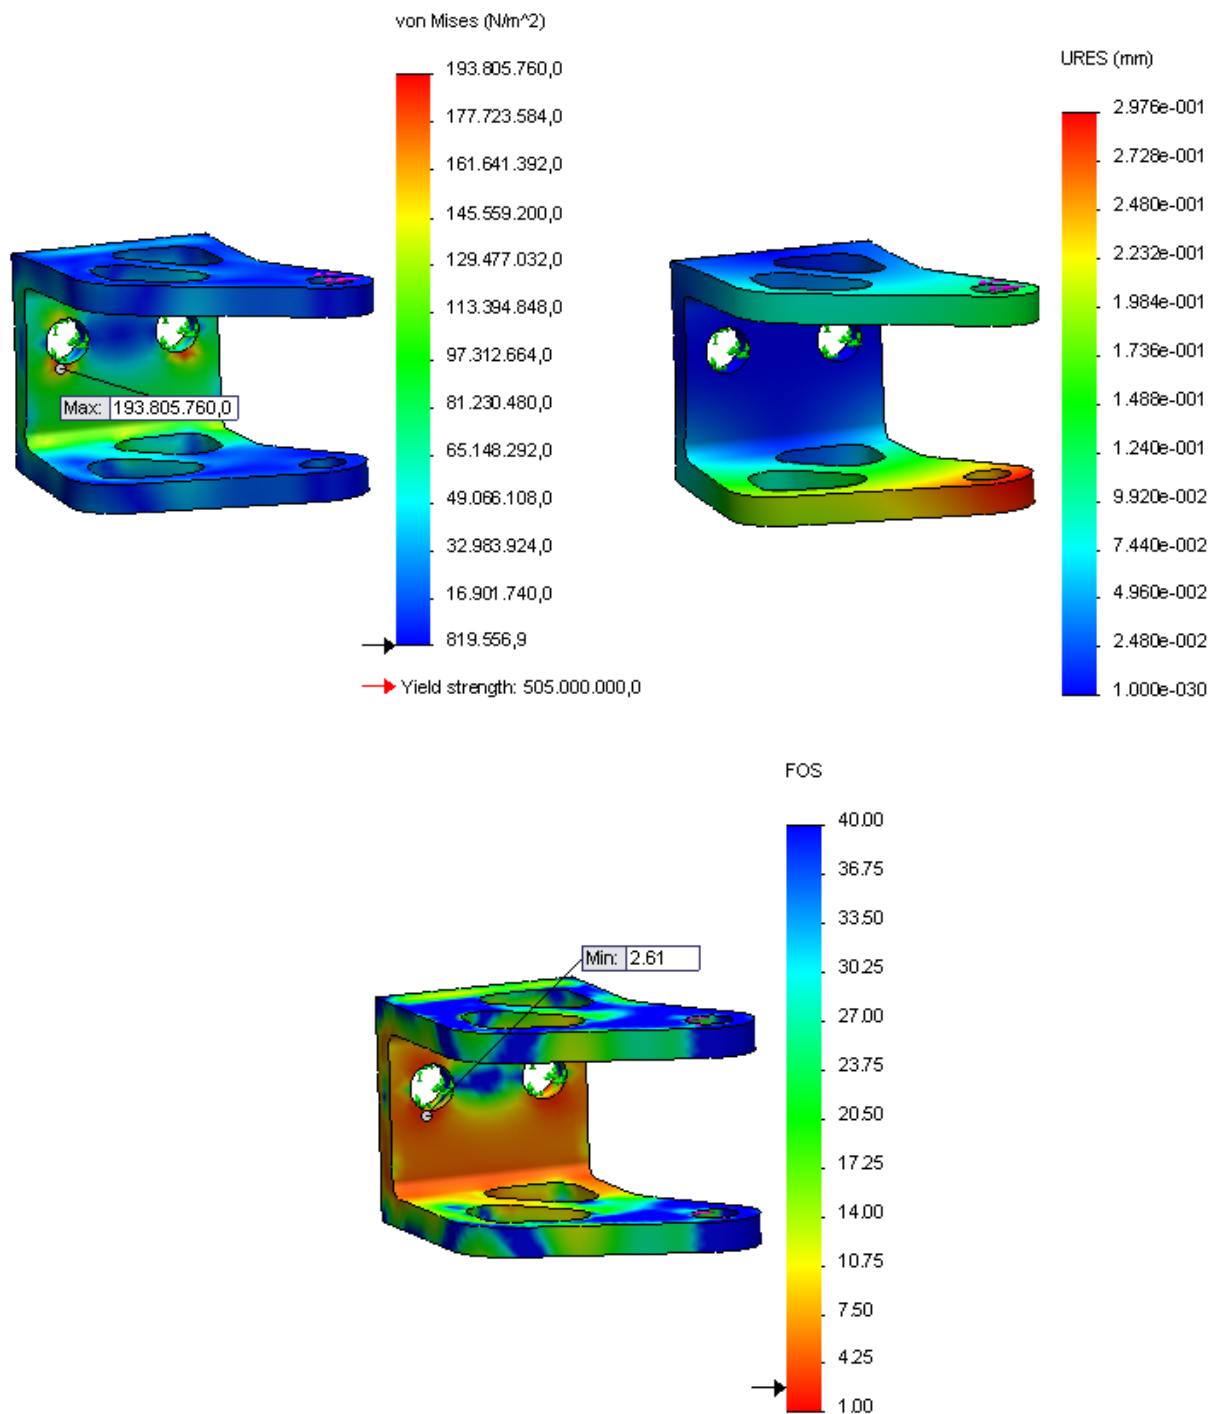 von Mises (N/m^2)
193.805.760,0
177.723.584,0
161.641.392,0
145.559.200,0
129.477.032,0
113.394.848,0
97.312.664,0
81.230.480,0
65.148.292,0
49.066.108,0
32.983.924,0
16.901.740,0
819.556,9
Yield strength: 505.000.000,0
Max: 193.805.760,0
URES (mm)
2.976e-001
2.728e-001
2.480e-001
2.232e-001
1.984e-001
1.736e-001
1.488e-001
1.240e-001
9.920e-002
7.440e-002
4.960e-002
2.480e-002
1.000e-030
FOS
40.00
36.75
33.50
30.25
27.00
23.75
20.50
17.25
14.00
10.75
7.50
4.25
1.00
Min: 2.61